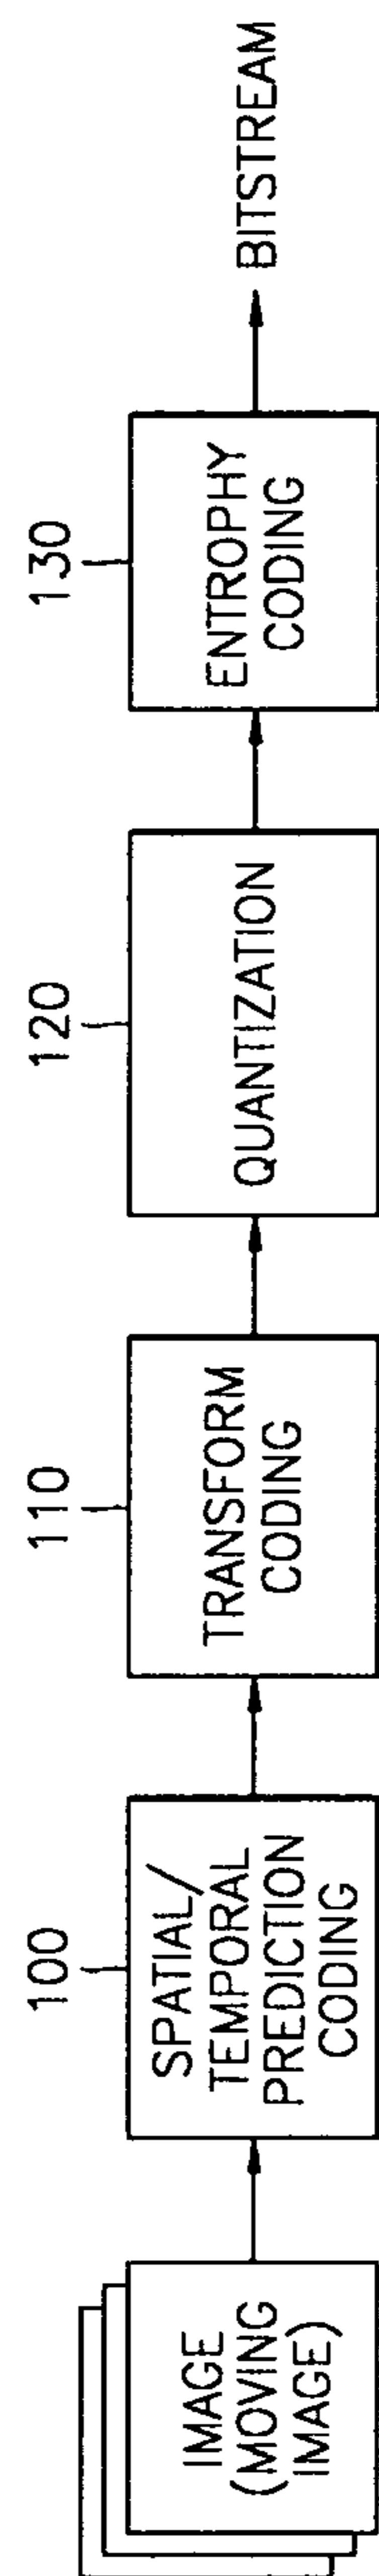 IMAGE
(MOVING
IMAGE)
100
SPATIAL/
TEMPORAL
PREDICTION
CODING
110
TRANSFORM
CODING
120
QUANTIZATION
130
ENTROPHY
CODING
BITSTREAM